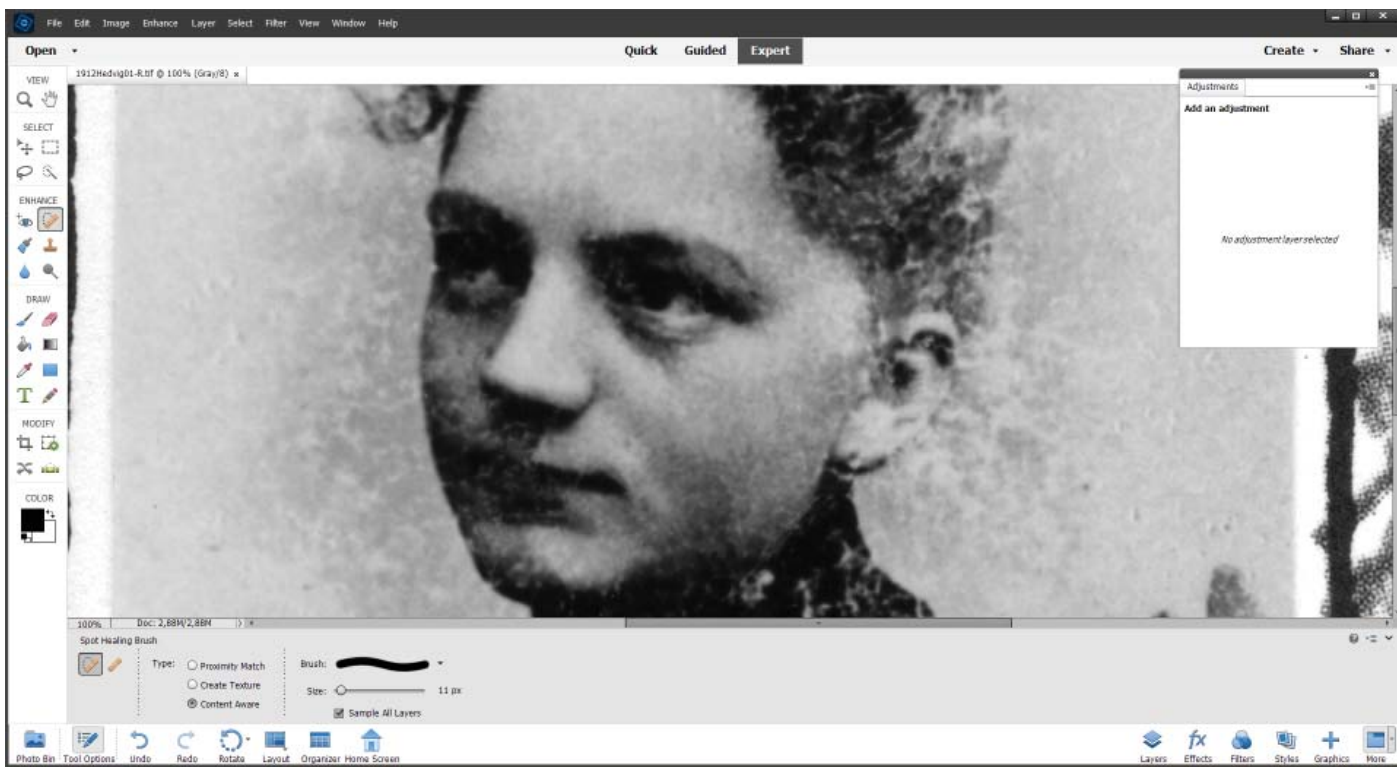 File Edit Image Enhance Layer Select Filter View Window Help
Open Quick Guided Expert Create Share
VIEW
1912Hedvig01-R.tif @ 100% (Gray/8) x
Adjustments
Add an adjustment
SELECT
ENHANCE
No adjustment layer selected
DRAW
MODIFY
COLOR
100% Doc: 2,88M/2,88M
Spot Healing Brush
Type: Proximity Match
Create Texture
Content Aware
Brush:
Size: 11 px
Sample All Layers
Photo Bin Tool Options Undo Redo Rotate Layout Organizer Home Screen Layers Effects Filters Styles Graphics More